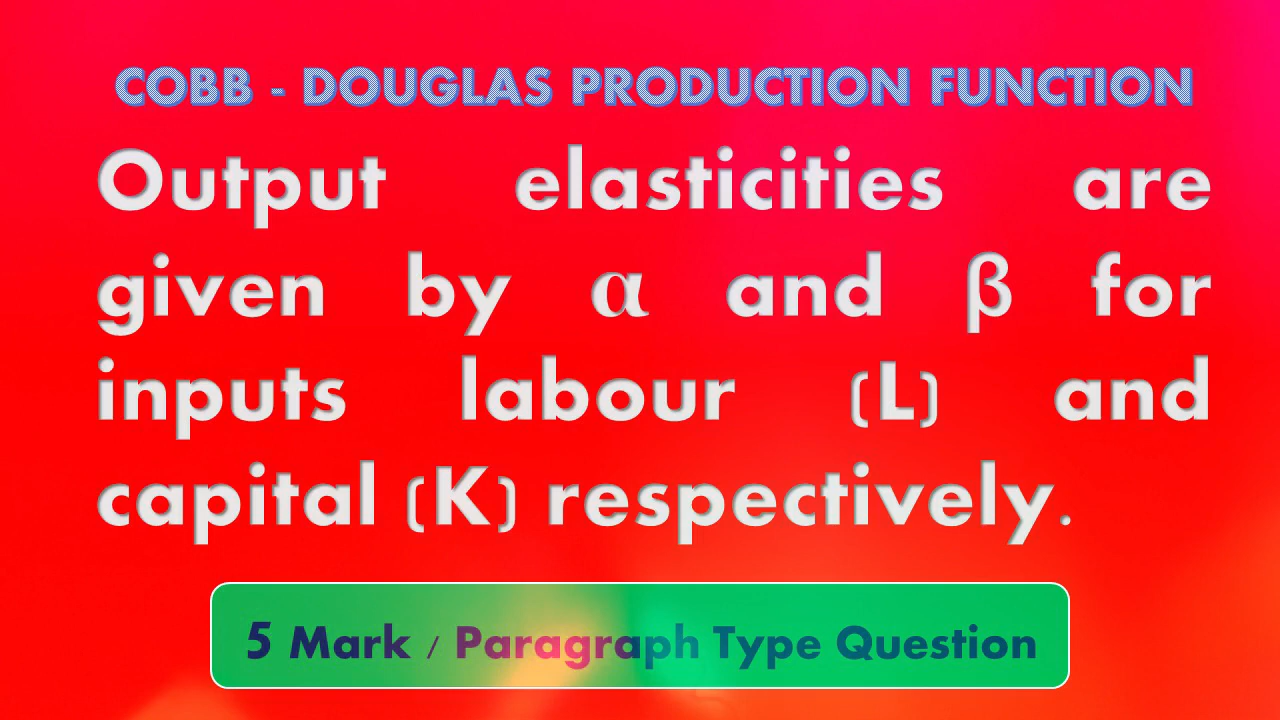 COBB - DOUGLAS PRODUCTION FUNCTION
Output elasticities are
given by α and β for
inputs labour (L) and
capital (K) respectively.
5 Mark / Paragraph Type Question